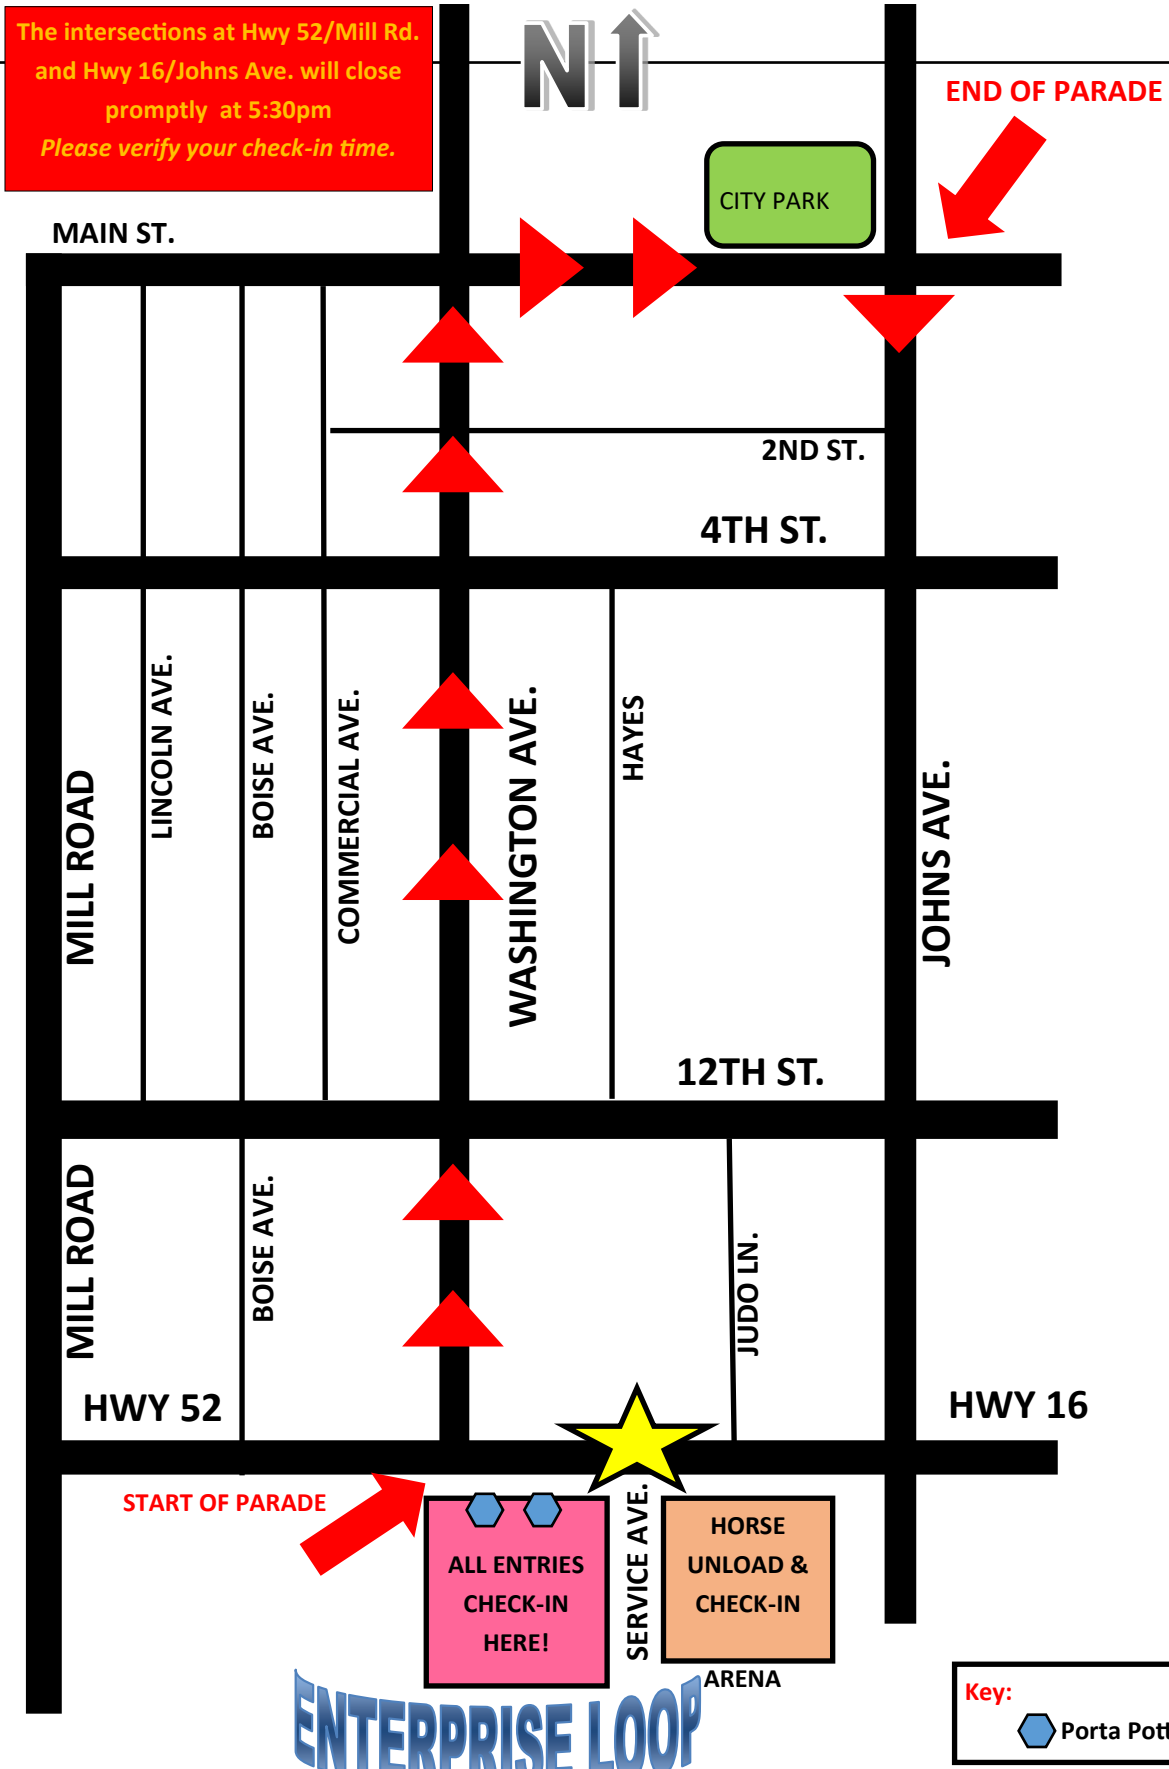 The intersections at Hwy 52/Mill Rd.
and Hwy 16/Johns Ave. will close
promptly at 5:30pm
Please verify your check-in time.
N
END OF PARADE
CITY PARK
MAIN ST.
2ND ST.
4TH ST.
MILL ROAD
LINCOLN AVE.
BOISE AVE.
COMMERCIAL AVE.
WASHINGTON AVE.
HAYES
JOHNS AVE.
12TH ST.
MILL ROAD
BOISE AVE.
JUDO LN.
HWY 52
HWY 16
START OF PARADE
ALL ENTRIES
CHECK-IN
HERE!
SERVICE AVE.
HORSE
UNLOAD &
CHECK-IN
ARENA
ENTERPRISE LOOP
Key:
Porta